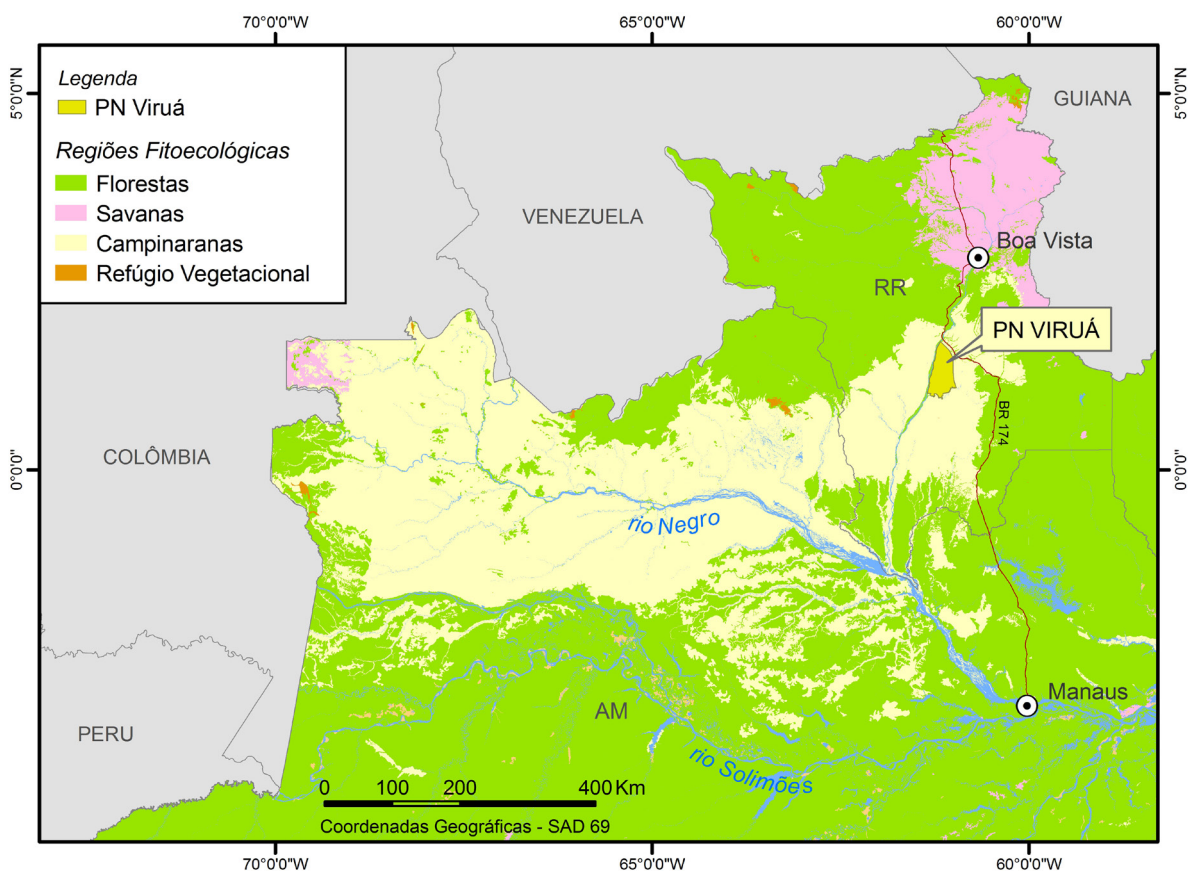 70°0'0"W
65°0'0"W
60°0'0"W
5°0'0"N
5°0'0"N
Legenda
PN Viruá
Regiões Fitoecológicas
Florestas
Savanas
Campinaranas
Refúgio Vegetacional
GUIANA
VENEZUELA
Boa Vista
RR
PN VIRUÁ
BR 174
COLÔMBIA
0°0'0"
0°0'0"
rio Negro
Manaus
AM
PERU
rio Solimões
0
100
200
400 Km
Coordenadas Geográficas - SAD 69
70°0'0"W
65°0'0"W
60°0'0"W